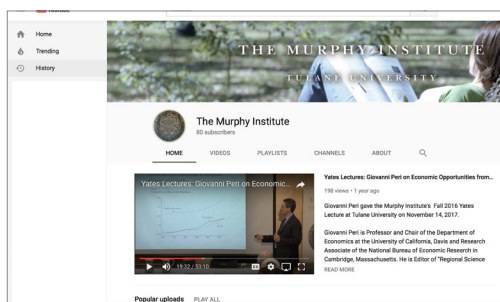 Home
Trending
History
THE MURPHY INSTITUTE
TULANE UNIVERSITY
The Murphy Institute
80 subscribers
HOME VIDEOS PLAYLISTS CHANNELS ABOUT
Yates Lectures: Giovanni Peri on Economic...
19:32 / 53:10
Yates Lectures: Giovanni Peri on Economic Opportunities from...
198 views • 1 year ago
Giovanni Peri gave the Murphy Institute's Fall 2016 Yates
Lecture at Tulane University on November 14, 2017.
Giovanni Peri is Professor and Chair of the Department of
Economics at the University of California, Davis and Research
Associate of the National Bureau of Economic Research in
Cambridge, Massachusetts. He is Editor of "Regional Science
READ MORE
Popular uploads PLAY ALL